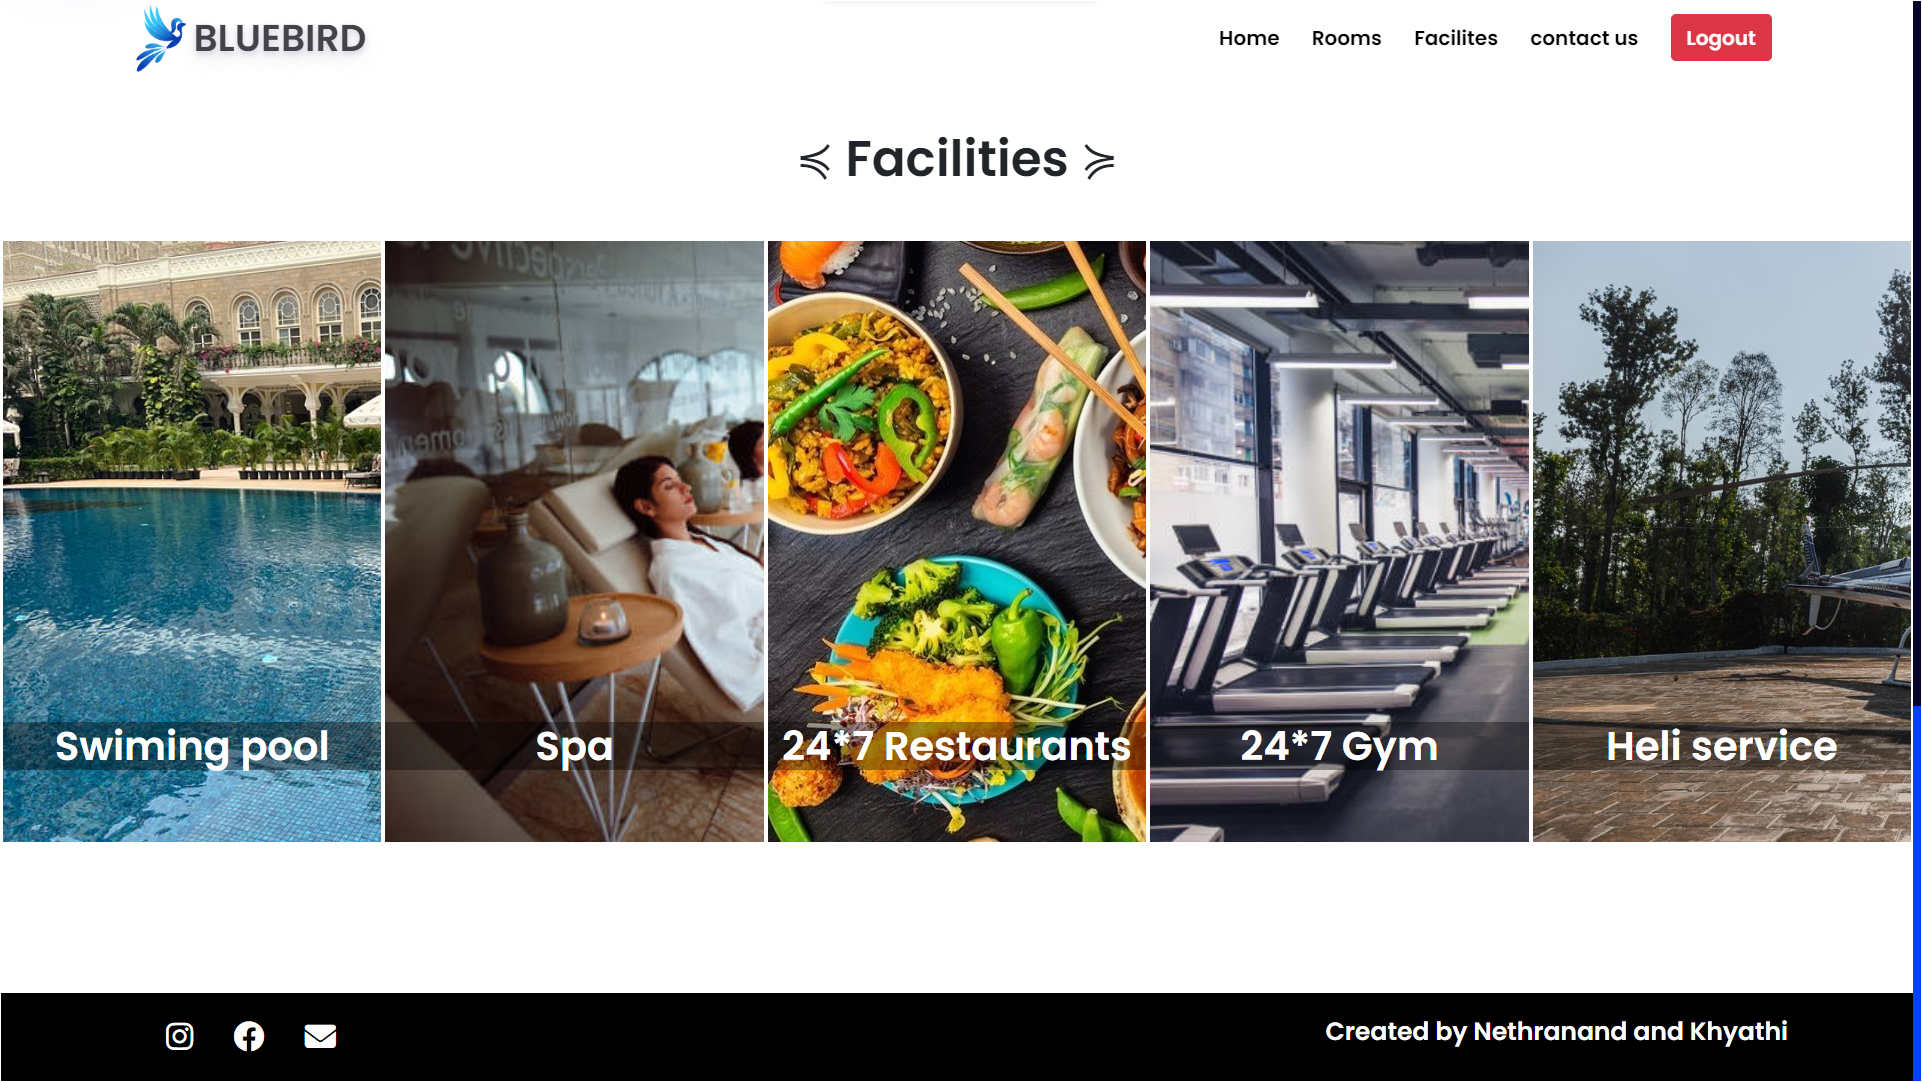 BLUEBIRD
Home Rooms Facilites contact us Logout
≼ Facilities ≽
Swiming pool
Spa
24*7 Restaurants
24*7 Gym
Heli service
Created by Nethranand and Khyathi